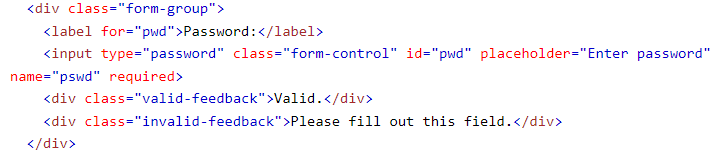 <div class="form-group">
<label for="pwd">Password:</label>
<input type="password" class="form-control" id="pwd" placeholder="Enter password"
name="pswd" required>
<div class="valid-feedback">Valid.</div>
<div class="invalid-feedback">Please fill out this field.</div>
</div>